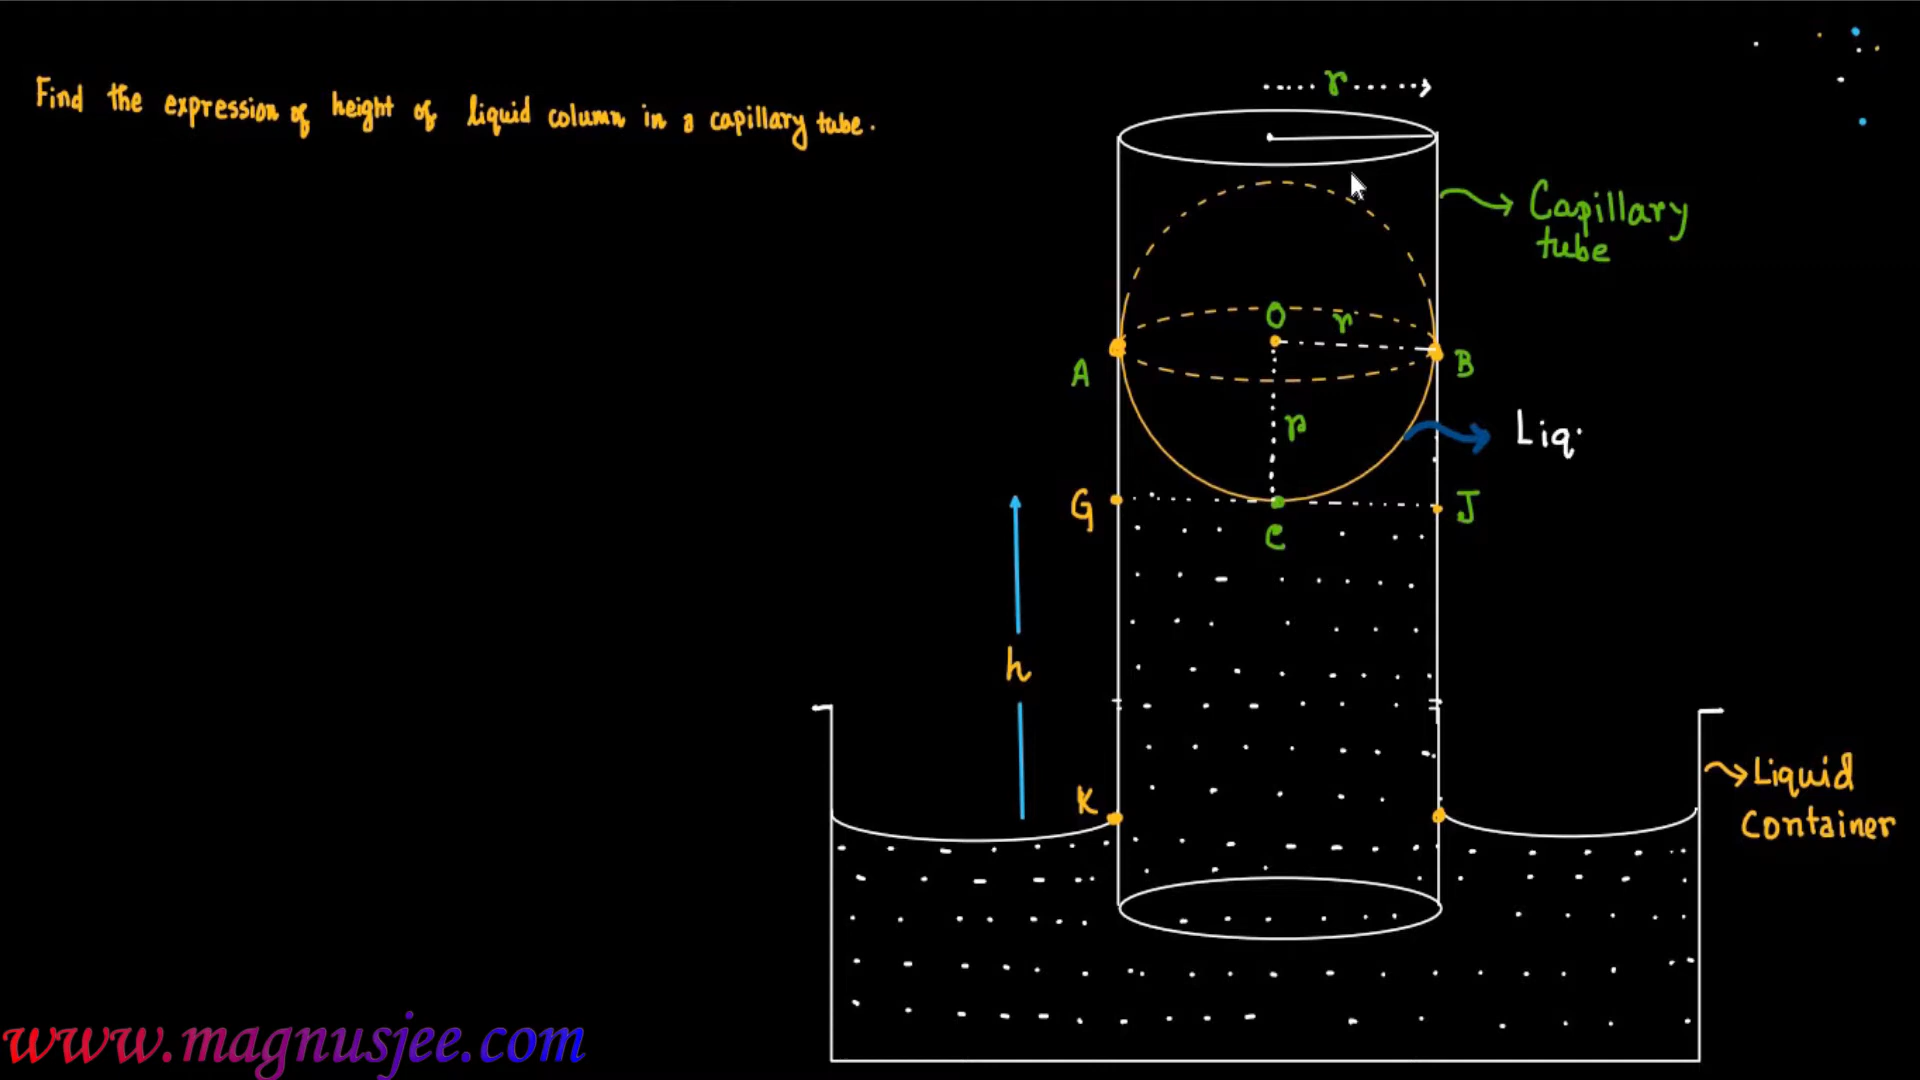 Find the expression of height of liquid column in a capillary tube.
r
Capillary
tube
O
r
A
B
r
Liq
G
J
C
h
K
Liquid
Container
www.magnusjee.com